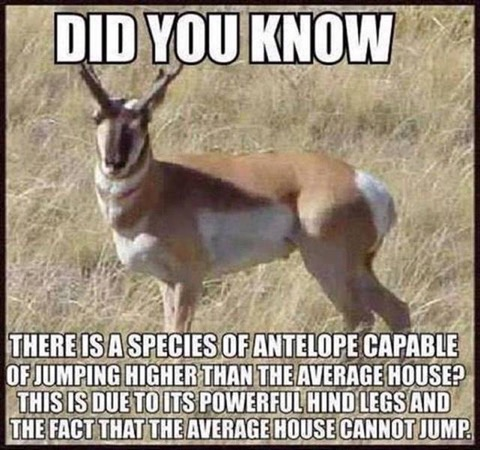 DID YOU KNOW
THERE IS A SPECIES OF ANTELOPE CAPABLE
OF JUMPING HIGHER THAN THE AVERAGE HOUSE?
THIS IS DUE TO ITS POWERFUL HIND LEGS AND
THE FACT THAT THE AVERAGE HOUSE CANNOT JUMP.